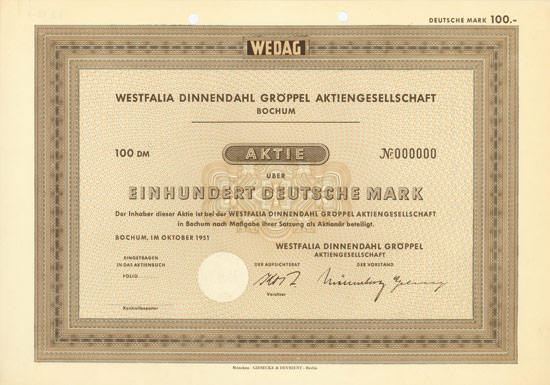 DEUTSCHE MARK 100.-
WEDAG
WESTFALIA DINNENDAHL GRÖPPEL AKTIENGESELLSCHAFT
BOCHUM
100 DM
AKTIE
№000000
ÜBER
EINHUNDERT DEUTSCHE MARK
Der Inhaber dieser Aktie ist bei der WESTFALIA DINNENDAHL GRÖPPEL AKTIENGESELLSCHAFT
in Bochum nach Maßgabe ihrer Satzung als Aktionär beteiligt.
BOCHUM, IM OKTOBER 1951
WESTFALIA DINNENDAHL GRÖPPEL
AKTIENGESELLSCHAFT
EINGETRAGEN
IN DAS AKTIENBUCH
FOLIO
DER AUFSICHTSRAT
DER VORSTAND
Vorsitzer
Kontrollbeamter
München · GIESECKE & DEVRIENT · Berlin